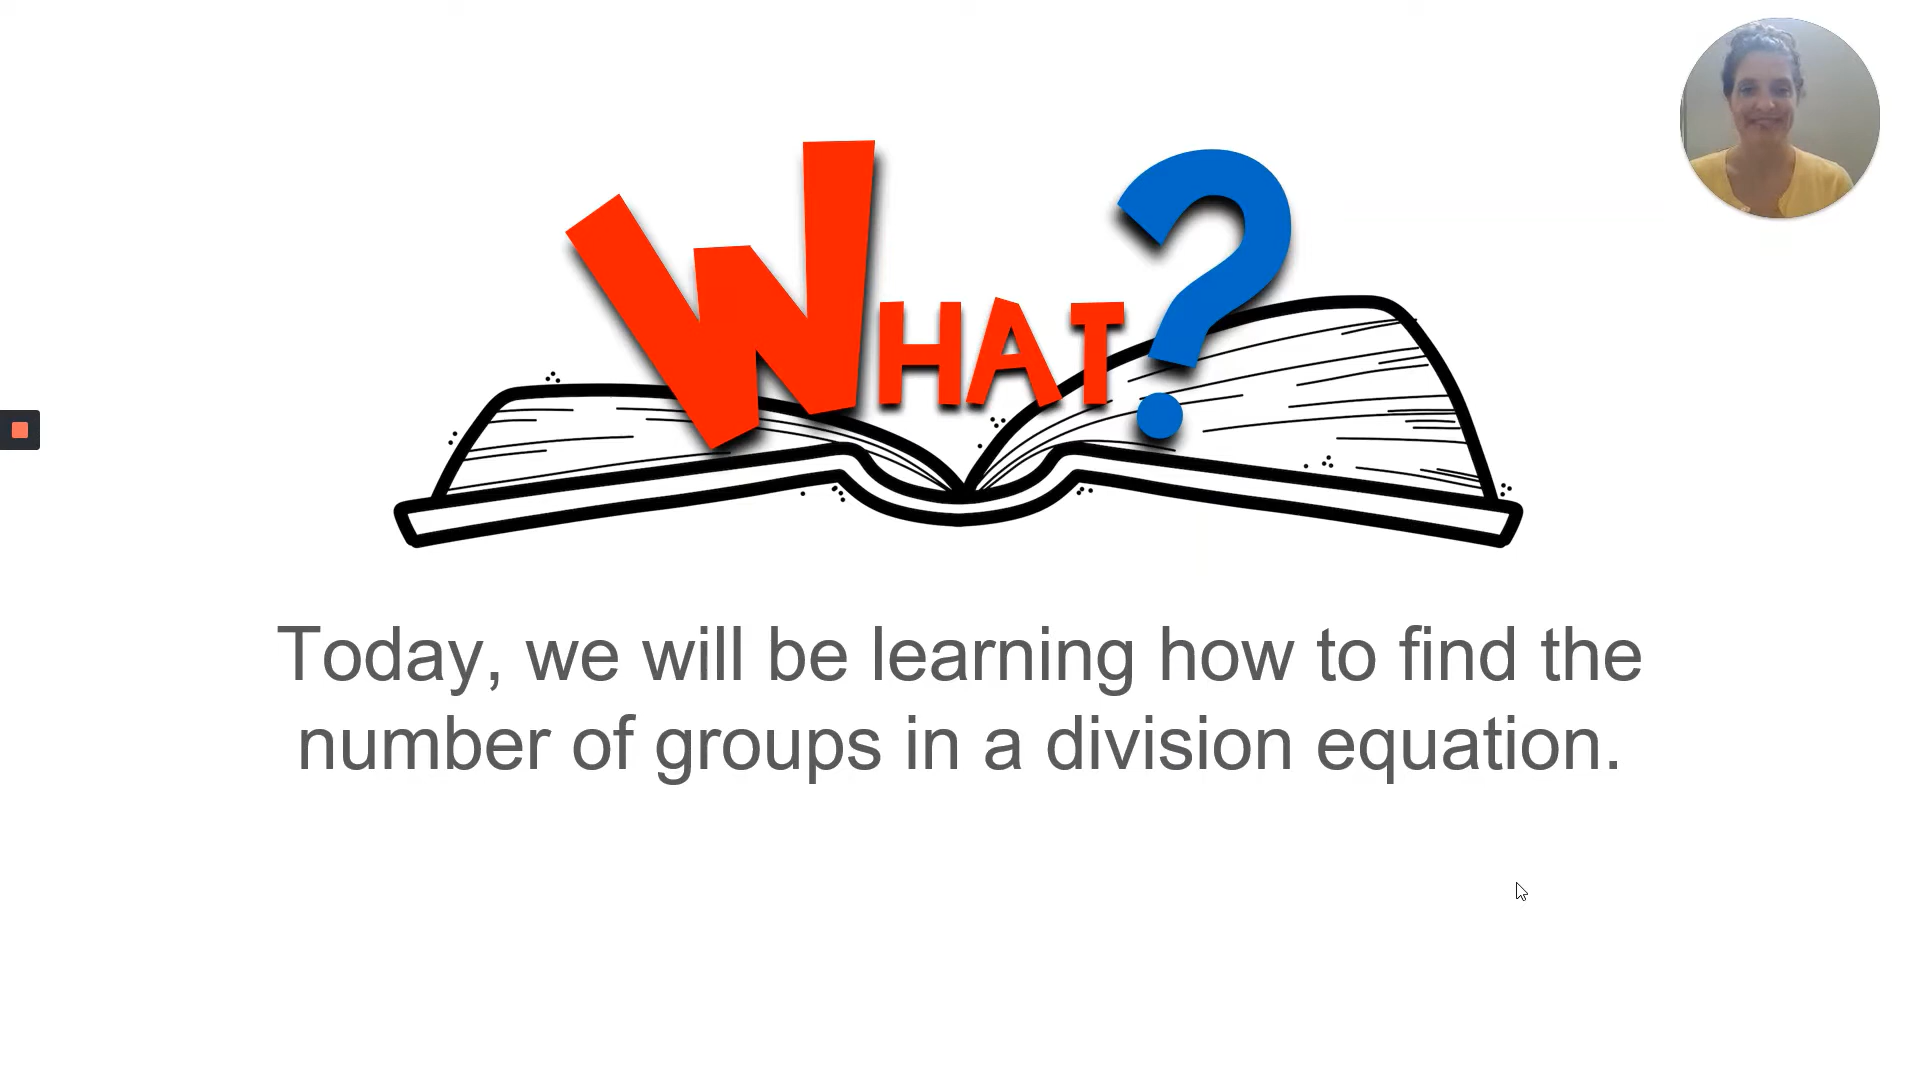 WHAT?
Today, we will be learning how to find the
number of groups in a division equation.